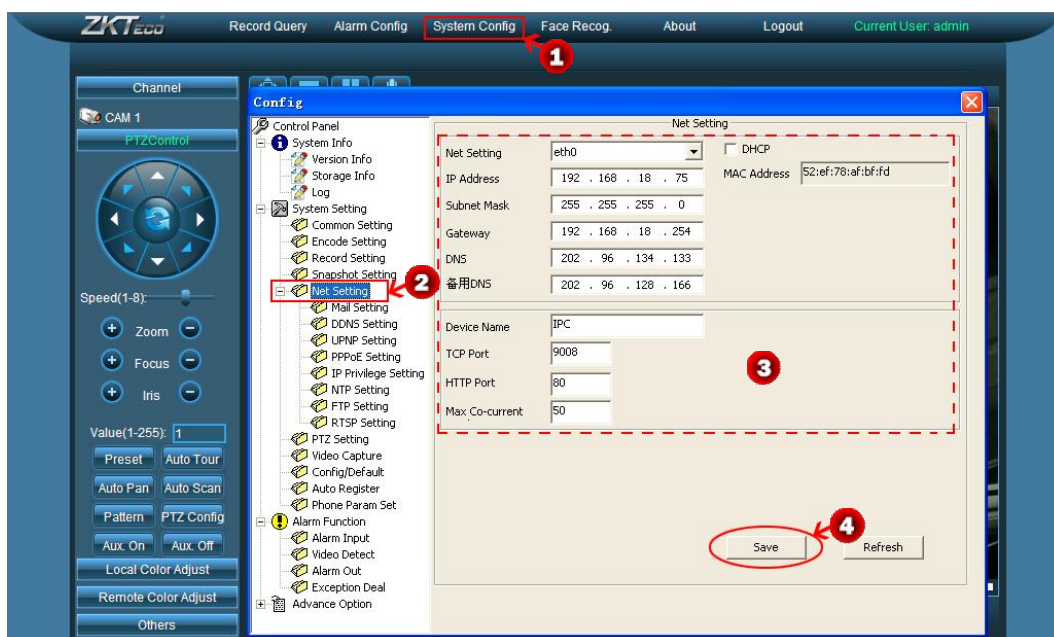 ZKTeco Record Query Alarm Config System Config Face Recog. About Logout Current User: admin
1
Channel
CAM 1
PTZControl
Speed(1-8):
Zoom
Focus
Iris
Value(1-255): 1
Preset Auto Tour
Auto Pan Auto Scan
Pattern PTZ Config
Aux. On Aux. Off
Local Color Adjust
Remote Color Adjust
Others
Config
Control Panel
System Info
Version Info
Storage Info
Log
System Setting
Common Setting
Encode Setting
Record Setting
Snapshot Setting
Net Setting
2
Mail Setting
DDNS Setting
UPNP Setting
PPPoE Setting
IP Privilege Setting
NTP Setting
FTP Setting
RTSP Setting
PTZ Setting
Video Capture
Config/Default
Auto Register
Phone Param Set
Alarm Function
Alarm Input
Video Detect
Alarm Out
Exception Deal
Advance Option
Net Setting
Net Setting eth0 DHCP
IP Address 192 . 168 . 18 . 75 MAC Address 52:ef:78:af:bf:fd
Subnet Mask 255 . 255 . 255 . 0
Gateway 192 . 168 . 18 . 254
DNS 202 . 96 . 134 . 133
备用DNS 202 . 96 . 128 . 166
Device Name IPC
TCP Port 9008
3
HTTP Port 80
Max Co-current 50
4
Save Refresh